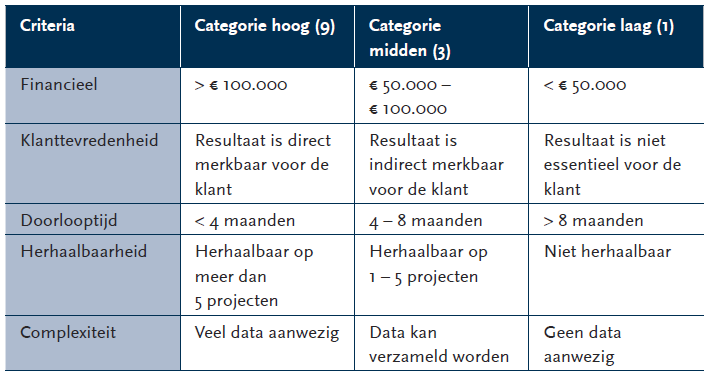 Criteria
Categorie hoog (9)
Categorie
midden (3)
Categorie laag (1)
Financieel
> € 100.000
€ 50.000 –
€ 100.000
< € 50.000
Klanttevredenheid
Resultaat is direct
merkbaar voor de
klant
Resultaat is
indirect merkbaar
voor de klant
Resultaat is niet
essentieel voor de
klant
Doorlooptijd
< 4 maanden
4 – 8 maanden
> 8 maanden
Herhaalbaarheid
Herhaalbaar op
meer dan
5 projecten
Herhaalbaar op
1 – 5 projecten
Niet herhaalbaar
Complexiteit
Veel data aanwezig
Data kan
verzameld worden
Geen data
aanwezig